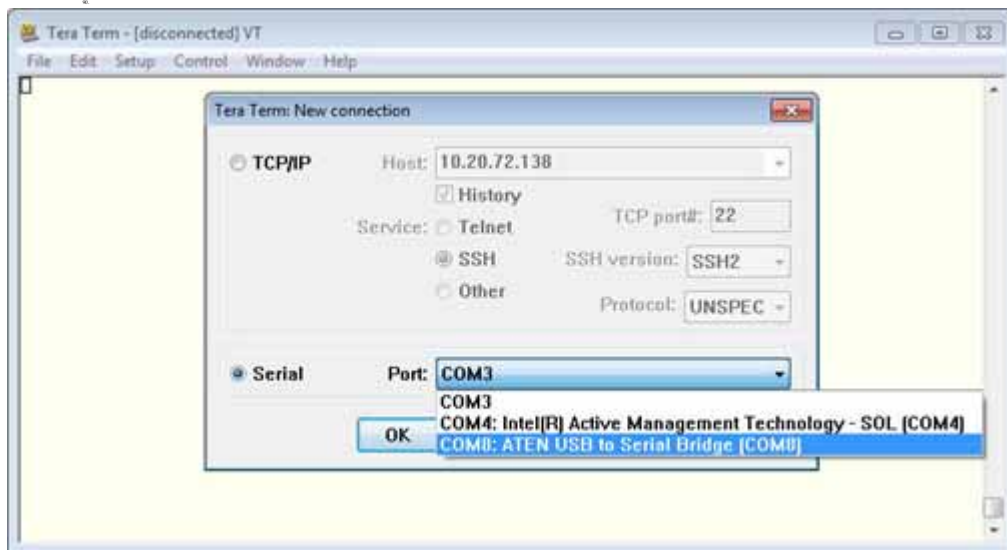 Tera Term - [disconnected] VT
File Edit Setup Control Window Help
Tera Term: New connection
TCP/IP Host: 10.20.72.138
History
Service: Telnet TCP port#: 22
SSH SSH version: SSH2
Other Protocol: UNSPEC
Serial Port: COM3
COM3
COM4: Intel(R) Active Management Technology - SOL (COM4)
OK COM8: ATEN USB to Serial Bridge (COM8)